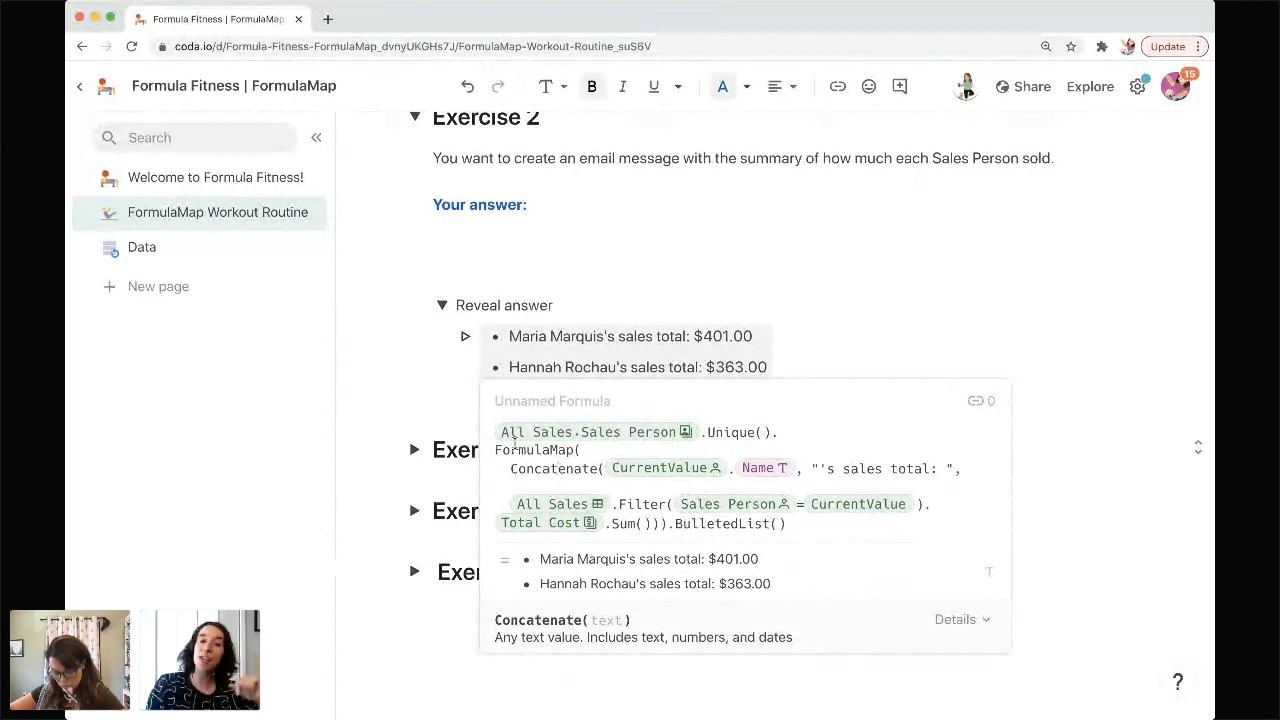 Formula Fitness | FormulaMap
coda.io/d/Formula-Fitness-FormulaMap_dvnyUKGHs7J/FormulaMap-Workout-Routine_suS6V
Update
Formula Fitness | FormulaMap
T
B
I
U
A
Share
Explore
15
Search
Welcome to Formula Fitness!
FormulaMap Workout Routine
Data
New page
Exercise 2
You want to create an email message with the summary of how much each Sales Person sold.
Your answer:
Reveal answer
• Maria Marquis's sales total: $401.00
• Hannah Rochau's sales total: $363.00
Unnamed Formula
0
All Sales.Sales Person .Unique().
FormulaMap(
Concatenate( CurrentValue . Name T , "'s sales total: ",
All Sales .Filter( Sales Person = CurrentValue ).
Total Cost .Sum())).BulletedList()
= • Maria Marquis's sales total: $401.00
• Hannah Rochau's sales total: $363.00
T
Exer
Exer
Exer
Concatenate(text)
Details
Any text value. Includes text, numbers, and dates
?